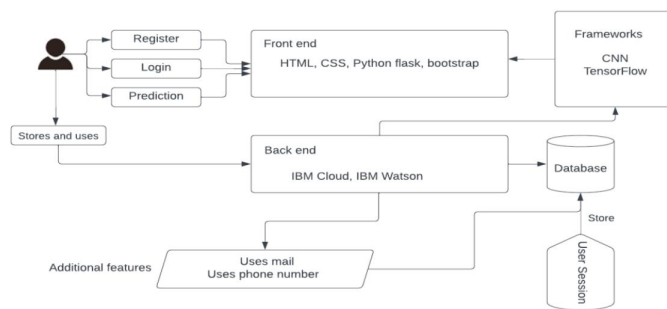 Register
Login
Prediction
Stores and uses
Front end
HTML, CSS, Python flask, bootstrap
Frameworks
CNN
TensorFlow
Back end
IBM Cloud, IBM Watson
Database
Store
User Session
Additional features
Uses mail
Uses phone number